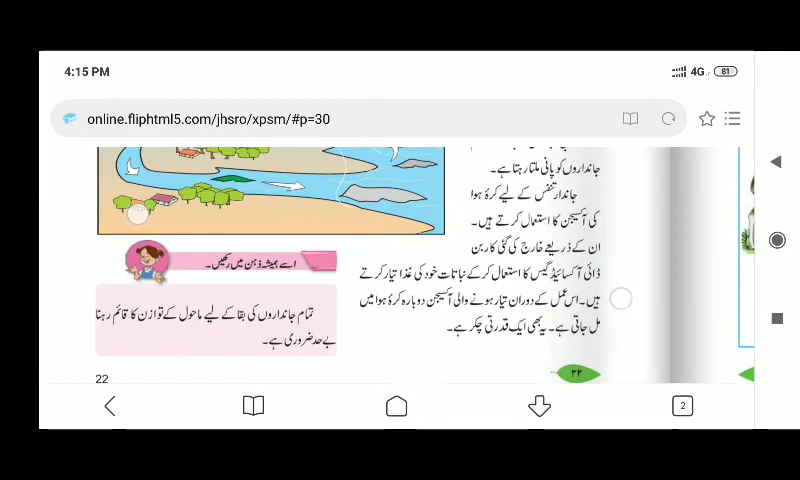 4:15 PM
4G
81
online.fliphtml5.com/jhsro/xpsm/#p=30
جانداروں کو پانی ملتا رہتا ہے۔
جاندار تنفس کے لیے کرۂ ہوا
کی آکسیجن کا استعمال کرتے ہیں۔
ان کے ذریعے خارج کی گئی کاربن
ڈائی آکسائیڈ گیس کا استعمال کرکے نباتات خود کی غذا تیار کرتے
ہیں۔ اس عمل کے دوران تیار ہونے والی آکسیجن دوبارہ کرۂ ہوا میں
مل جاتی ہے۔ یہ بھی ایک قدرتی چکر ہے۔
اسے ہمیشہ ذہن میں رکھیں۔
تمام جانداروں کی بقا کے لیے ماحول کے توازن کا قائم رہنا
بے حد ضروری ہے۔
22
۲۲
2